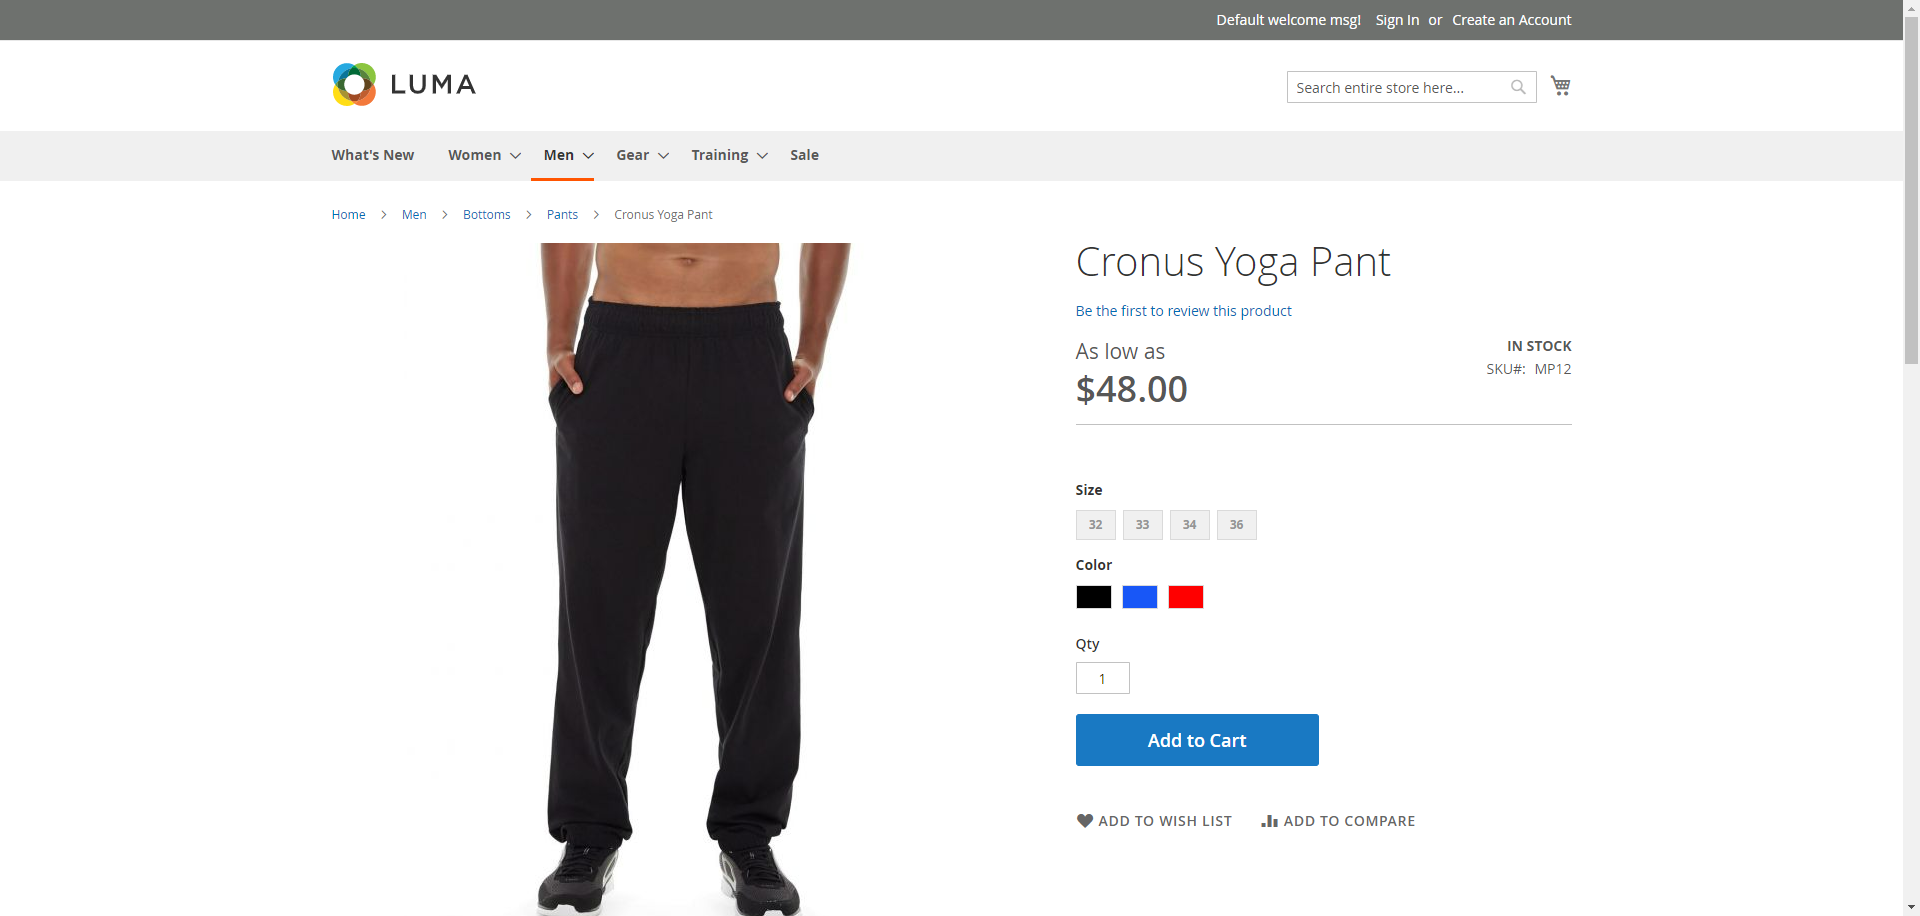 Default welcome msg! Sign In or Create an Account
LUMA
Search entire store here...
What's New Women Men Gear Training Sale
Home Men Bottoms Pants Cronus Yoga Pant
Cronus Yoga Pant
Be the first to review this product
As low as
$48.00
IN STOCK
SKU#: MP12
Size
32 33 34 36
Color
Qty
1
Add to Cart
ADD TO WISH LIST ADD TO COMPARE